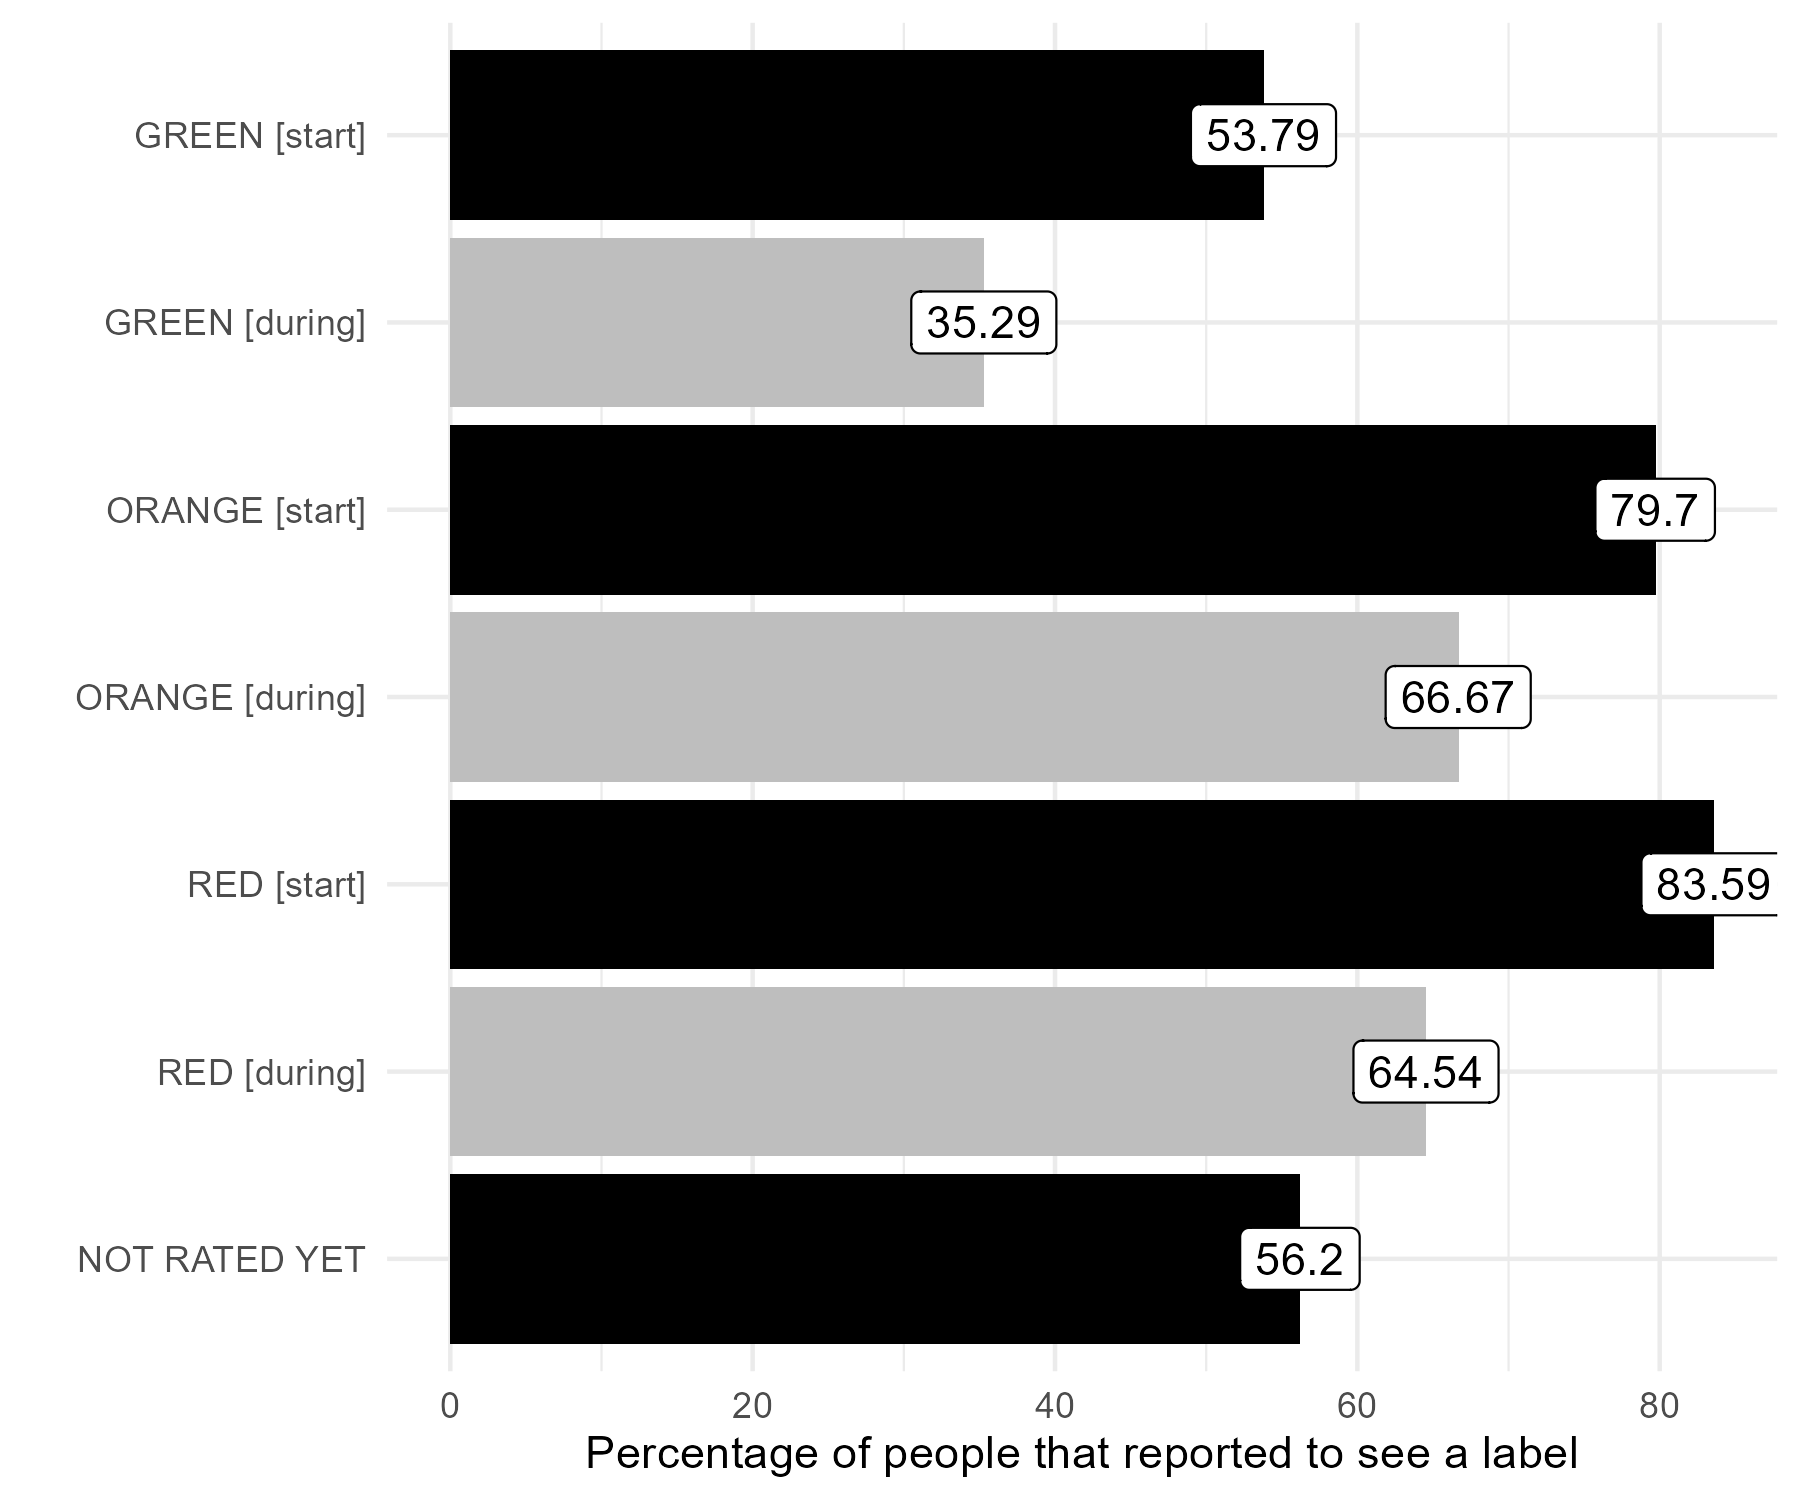 GREEN [start]
53.79
GREEN [during]
35.29
ORANGE [start]
79.7
ORANGE [during]
66.67
RED [start]
83.59
RED [during]
64.54
NOT RATED YET
56.2
0 20 40 60 80
Percentage of people that reported to see a label